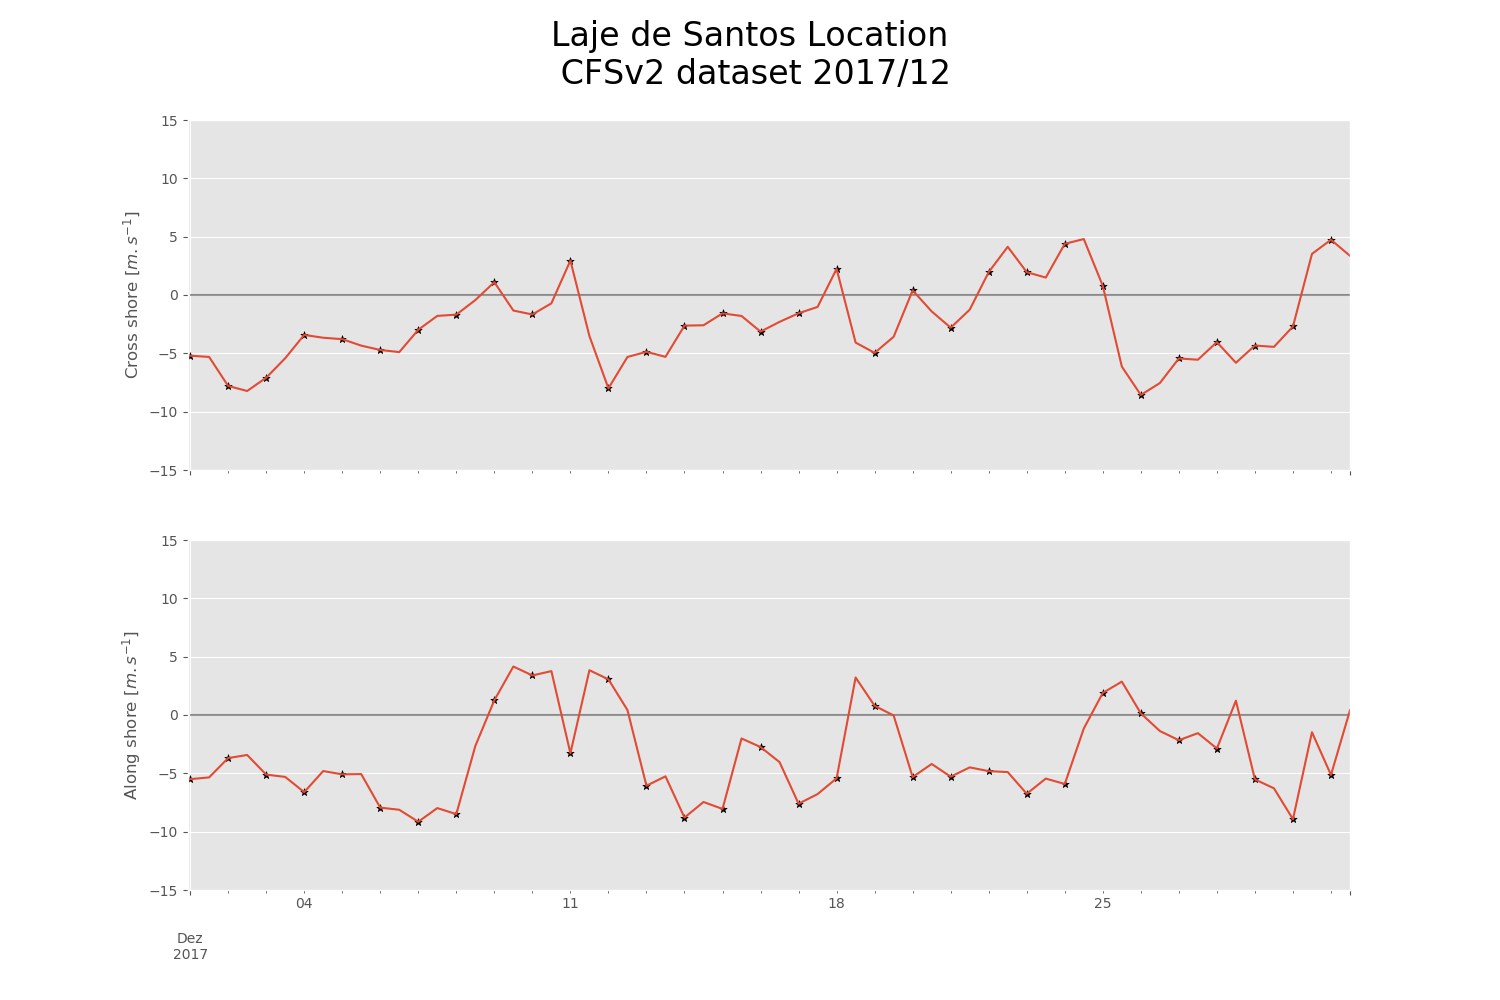 Laje de Santos Location
CFSv2 dataset 2017/12
15
10
5
0
−5
−10
−15
Cross shore [m.s⁻¹]
15
10
5
0
−5
−10
−15
Along shore [m.s⁻¹]
04 11 18 25
Dez
2017